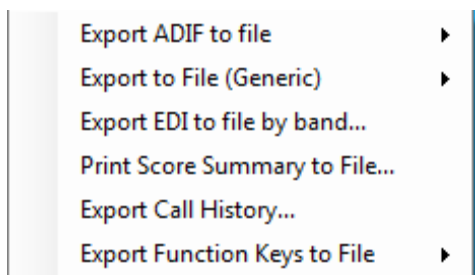 Export ADIF to file
Export to File (Generic)
Export EDI to file by band...
Print Score Summary to File...
Export Call History...
Export Function Keys to File